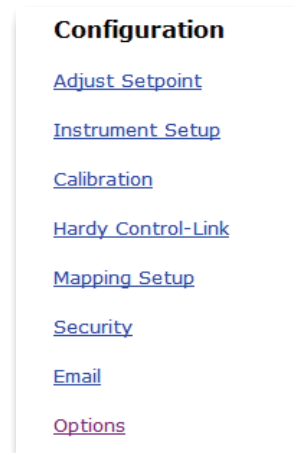 Configuration
Adjust Setpoint
Instrument Setup
Calibration
Hardy Control-Link
Mapping Setup
Security
Email
Options